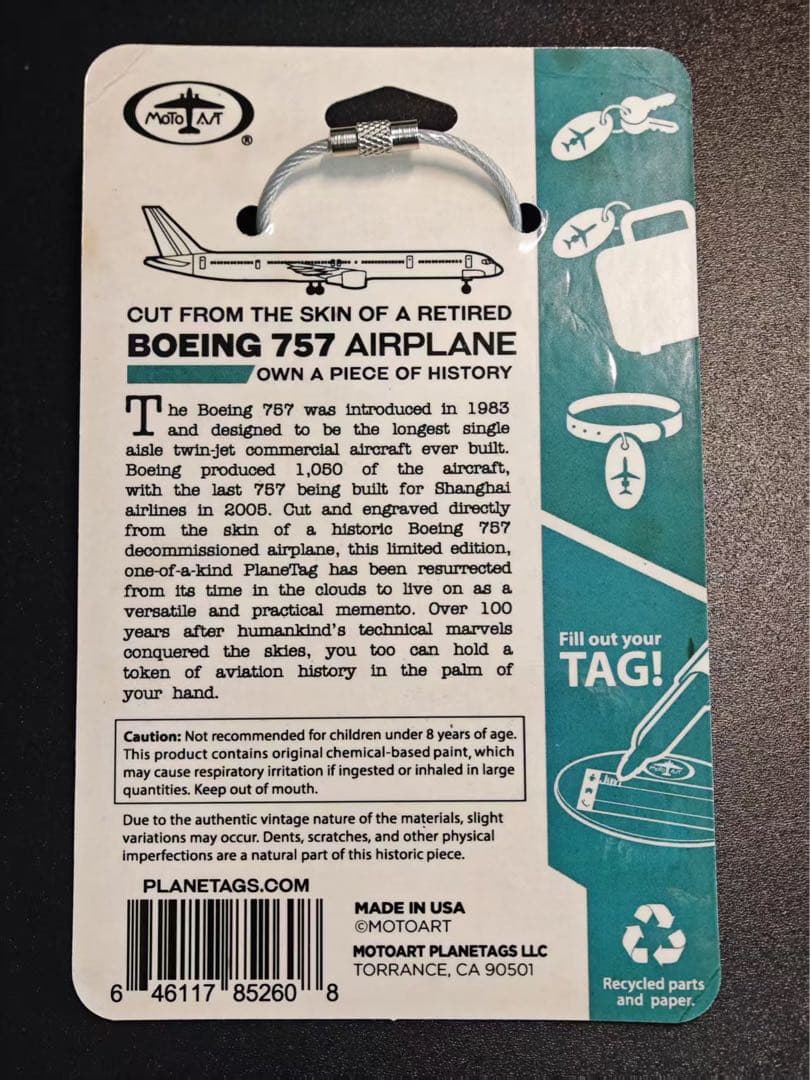 MOTO ART
®
CUT FROM THE SKIN OF A RETIRED
BOEING 757 AIRPLANE
OWN A PIECE OF HISTORY
The Boeing 757 was introduced in 1983
and designed to be the longest single
aisle twin-jet commercial aircraft ever built.
Boeing produced 1,050 of the aircraft,
with the last 757 being built for Shanghai
airlines in 2005. Cut and engraved directly
from the skin of a historic Boeing 757
decommissioned airplane, this limited edition,
one-of-a-kind PlaneTag has been resurrected
from its time in the clouds to live on as a
versatile and practical memento. Over 100
years after humankind's technical marvels
conquered the skies, you too can hold a
token of aviation history in the palm of
your hand.
Caution: Not recommended for children under 8 years of age.
This product contains original chemical-based paint, which
may cause respiratory irritation if ingested or inhaled in large
quantities. Keep out of mouth.
Due to the authentic vintage nature of the materials, slight
variations may occur. Dents, scratches, and other physical
imperfections are a natural part of this historic piece.
PLANETAGS.COM
6 46117 85260 8
MADE IN USA
©MOTOART
MOTOART PLANETAGS LLC
TORRANCE, CA 90501
Fill out your
TAG!
MOTO ART
Recycled parts
and paper.